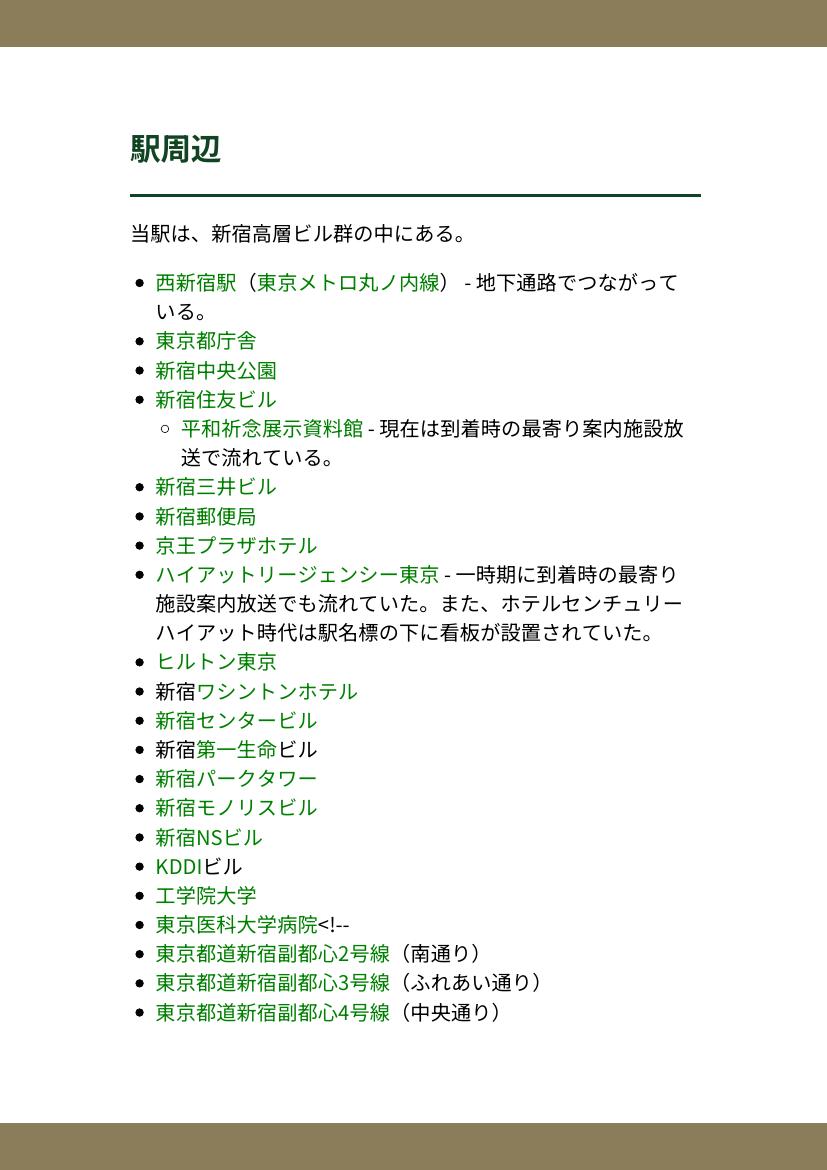 駅周辺
当駅は、新宿高層ビル群の中にある。
西新宿駅（東京メトロ丸ノ内線） - 地下通路でつながって
いる。
東京都庁舎
新宿中央公園
新宿住友ビル
平和祈念展示資料館 - 現在は到着時の最寄り案内施設放
送で流れている。
新宿三井ビル
新宿郵便局
京王プラザホテル
ハイアットリージェンシー東京 - 一時期に到着時の最寄り
施設案内放送でも流れていた。また、ホテルセンチュリー
ハイアット時代は駅名標の下に看板が設置されていた。
ヒルトン東京
新宿ワシントンホテル
新宿センタービル
新宿第一生命ビル
新宿パークタワー
新宿モノリスビル
新宿NSビル
KDDIビル
工学院大学
東京医科大学病院<!--
東京都道新宿副都心2号線（南通り）
東京都道新宿副都心3号線（ふれあい通り）
東京都道新宿副都心4号線（中央通り）